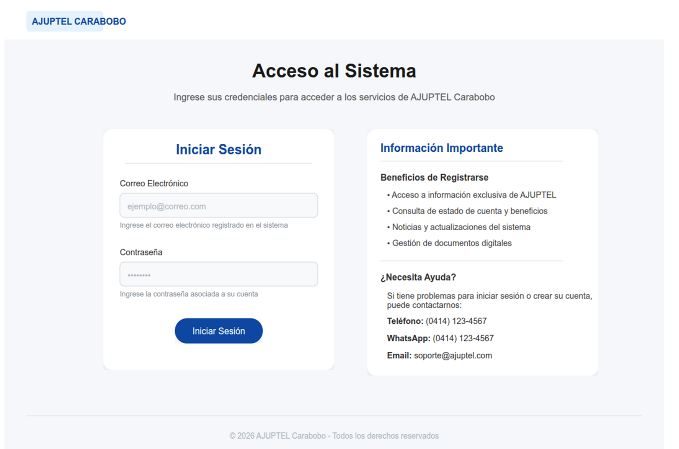 AJUPTEL CARABOBO
Acceso al Sistema
Ingrese sus credenciales para acceder a los servicios de AJUPTEL Carabobo
Iniciar Sesión
Correo Electrónico
ejemplo@correo.com
Ingrese el correo electrónico registrado en el sistema
Contraseña
••••••••
Ingrese la contraseña asociada a su cuenta
Iniciar Sesión
Información Importante
Beneficios de Registrarse
• Acceso a información exclusiva de AJUPTEL
• Consulta de estado de cuenta y beneficios
• Noticias y actualizaciones del sistema
• Gestión de documentos digitales
¿Necesita Ayuda?
Si tiene problemas para iniciar sesión o crear su cuenta,
puede contactarnos:
Teléfono: (0414) 123-4567
WhatsApp: (0414) 123-4567
Email: soporte@ajuptel.com
© 2026 AJUPTEL Carabobo - Todos los derechos reservados